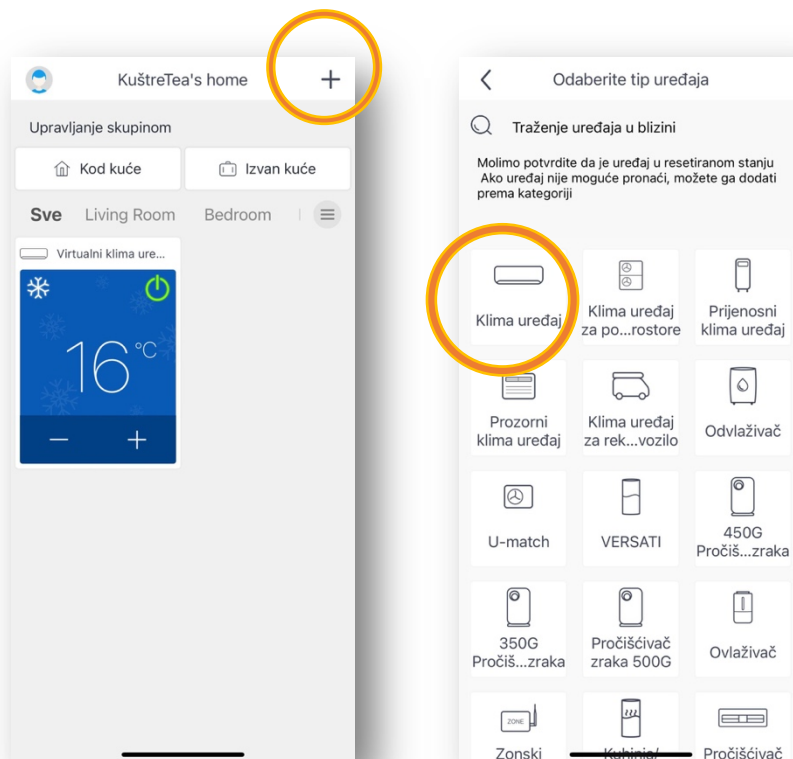 KuštreTea's home
Upravljanje skupinom
Kod kuće
Izvan kuće
Sve Living Room Bedroom
Virtualni klima ure...
16°C
Odaberite tip uređaja
Traženje uređaja u blizini
Molimo potvrdite da je uređaj u resetiranom stanju
Ako uređaj nije moguće pronaći, možete ga dodati
prema kategoriji
Klima uređaj
Klima uređaj
za po...rostore
Prijenosni
klima uređaj
Prozorni
klima uređaj
Klima uređaj
za rek...vozilo
Odvlaživač
U-match
VERSATI
450G
Pročiš...zraka
350G
Pročiš...zraka
Pročišćivač
zraka 500G
Ovlaživač
ZONE
Zonski
Kuhinja/
Pročišćivač